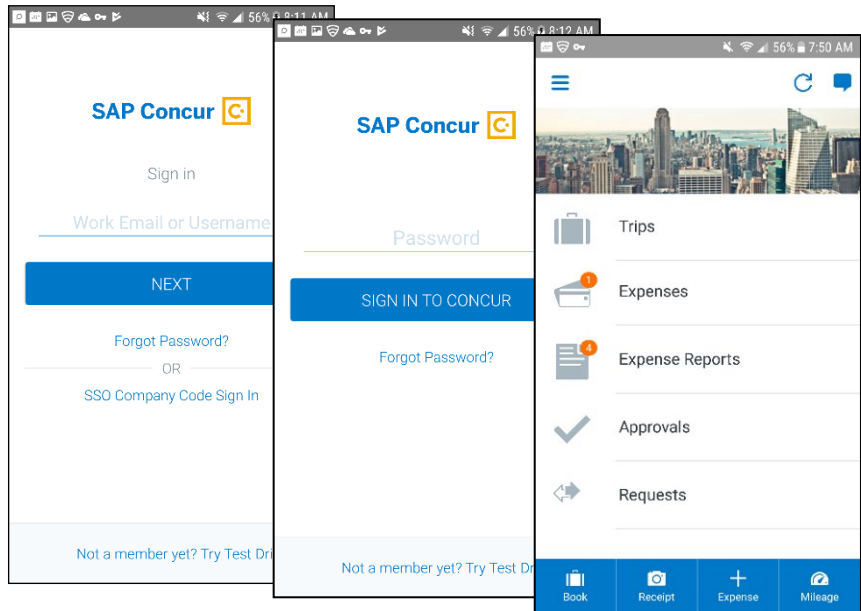 56% 8:11 AM
SAP Concur C
Sign in
Work Email or Username
NEXT
Forgot Password?
OR
SSO Company Code Sign In
Not a member yet? Try Test Dri
56% 8:12 AM
SAP Concur C
Password
SIGN IN TO CONCUR
Forgot Password?
Not a member yet? Try Test Dr
56% 7:50 AM
Trips
1
Expenses
4
Expense Reports
Approvals
Requests
Book Receipt Expense Mileage